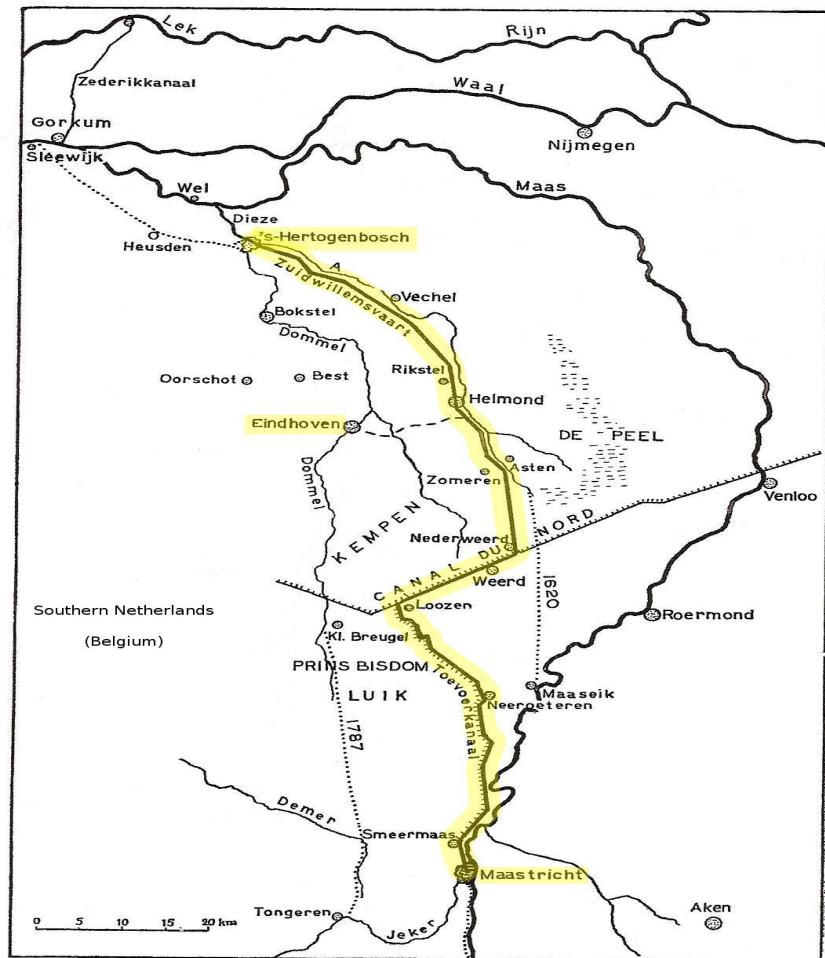 Lek
Rijn
Zederikkanaal
Waal
Gorkum
Sleewijk
Nijmegen
Wel
Maas
Dieze
's-Hertogenbosch
Heusden
A
Zuidwillemsvaart
Vechel
Bokstel
Dommel
Rikstel
Oorschot
Best
Helmond
Eindhoven
DE PEEL
Asten
Zomeren
Dommel
Venloo
KEMPEN
Nederweerd
CANAL DU NORD
Weerd
1620
Loozen
Southern Netherlands
(Belgium)
Roermond
Kl. Breugel
PRINS BISDOM
LUIK
Toevoerkanaal
Maaseik
Neeroeteren
1787
Demer
Smeermaas
Maastricht
Aken
0 5 10 15 20 km
Tongeren
Jeker